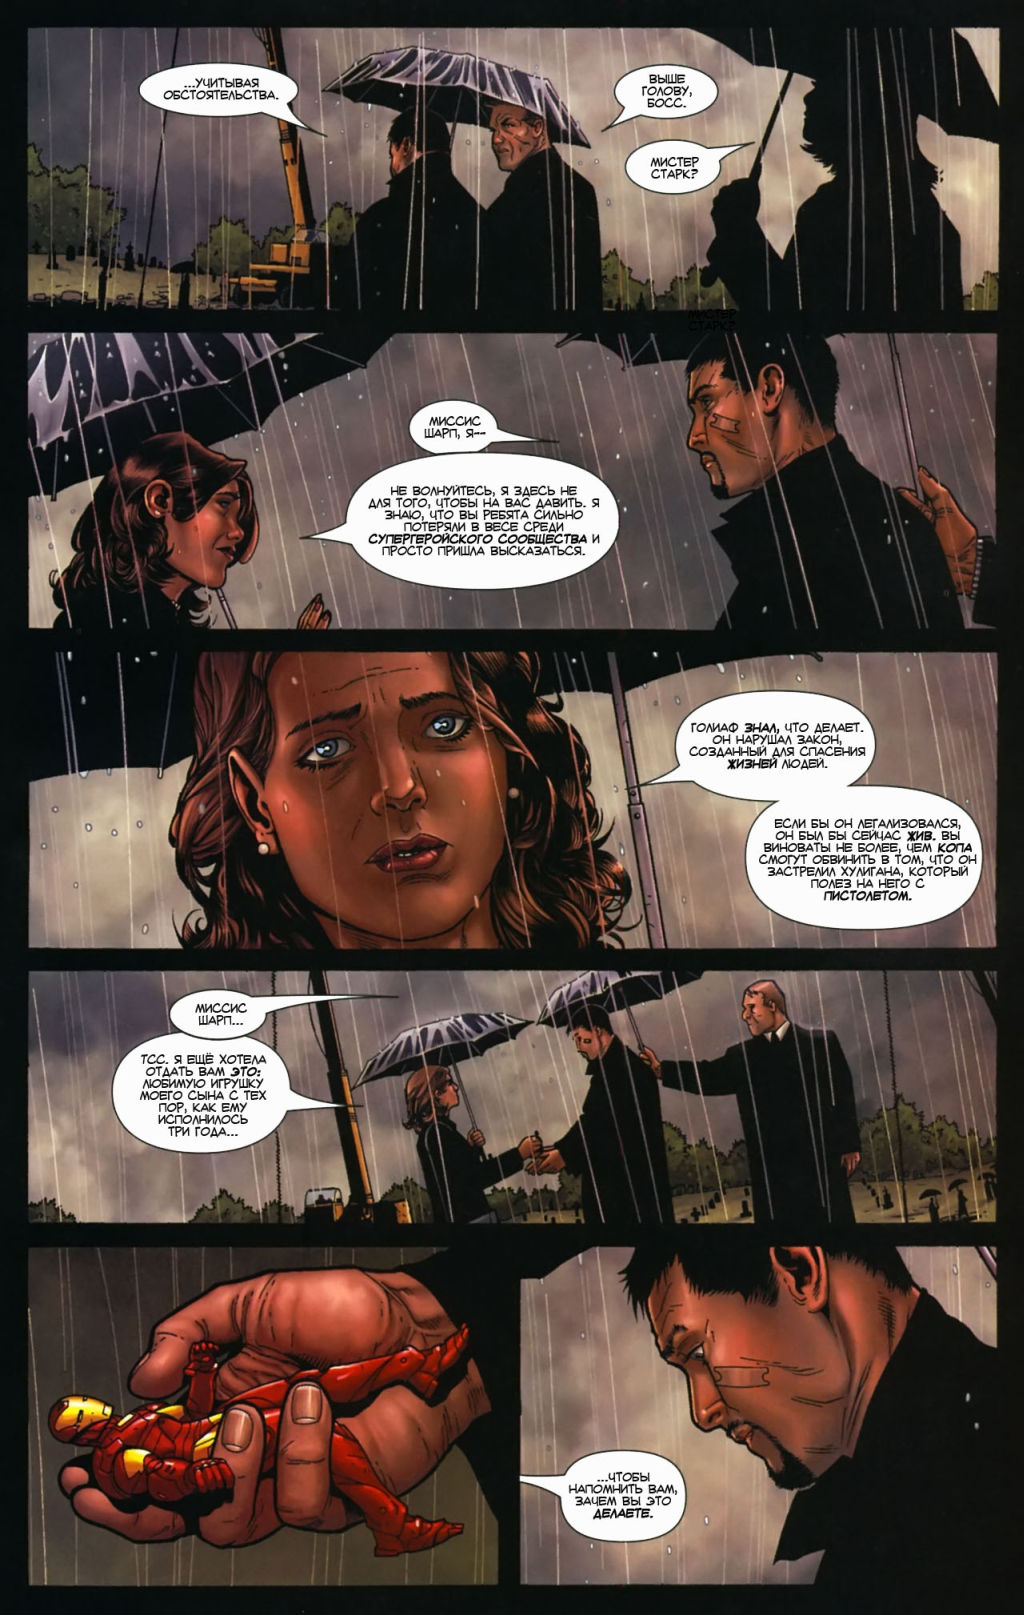 ...УЧИТЫВАЯ
ОБСТОЯТЕЛЬСТВА.
ВЫШЕ
ГОЛОВУ,
БОСС.
МИСТЕР
СТАРК?
МИСТЕР
СТАРК?
МИССИС
ШАРП, Я--
НЕ ВОЛНУЙТЕСЬ, Я ЗДЕСЬ НЕ
ДЛЯ ТОГО, ЧТОБЫ НА ВАС ДАВИТЬ. Я
ЗНАЮ, ЧТО ВЫ РЕБЯТА СИЛЬНО
ПОТЕРЯЛИ В ВЕСЕ СРЕДИ
СУПЕРГЕРОЙСКОГО СООБЩЕСТВА И
ПРОСТО ПРИШЛА ВЫСКАЗАТЬСЯ.
ГОЛИАФ ЗНАЛ, ЧТО ДЕЛАЕТ.
ОН НАРУШАЛ ЗАКОН,
СОЗДАННЫЙ ДЛЯ СПАСЕНИЯ
ЖИЗНЕЙ ЛЮДЕЙ.
ЕСЛИ БЫ ОН ЛЕГАЛИЗОВАЛСЯ,
ОН БЫЛ БЫ СЕЙЧАС ЖИВ. ВЫ
ВИНОВАТЫ НЕ БОЛЕЕ, ЧЕМ КОПА
СМОГУТ ОБВИНИТЬ В ТОМ, ЧТО ОН
ЗАСТРЕЛИЛ ХУЛИГАНА, КОТОРЫЙ
ПОЛЕЗ НА НЕГО С
ПИСТОЛЕТОМ.
МИССИС
ШАРП...
ТСС. Я ЕЩЁ ХОТЕЛА
ОТДАТЬ ВАМ ЭТО:
ЛЮБИМУЮ ИГРУШКУ
МОЕГО СЫНА С ТЕХ
ПОР, КАК ЕМУ
ИСПОЛНИЛОСЬ
ТРИ ГОДА...
...ЧТОБЫ
НАПОМНИТЬ ВАМ,
ЗАЧЕМ ВЫ ЭТО
ДЕЛАЕТЕ.